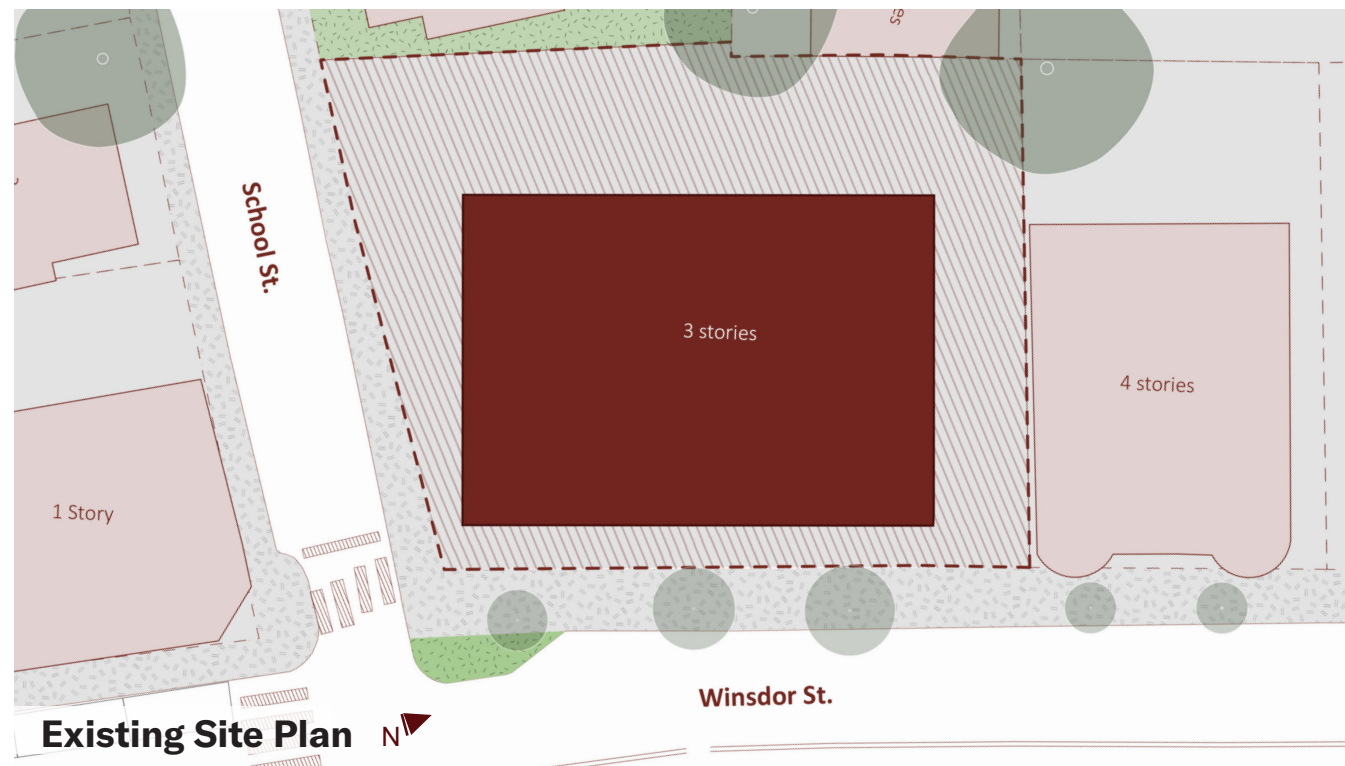 School St.
3 stories
4 stories
1 Story
Winsdor St.
Existing Site Plan
N